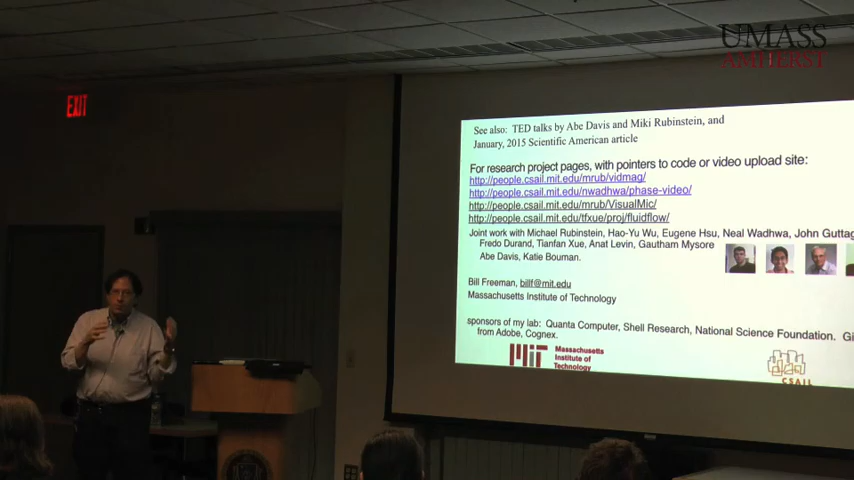 UMASS
AMHERST
EXIT
See also: TED talks by Abe Davis and Miki Rubinstein, and
January, 2015 Scientific American article
For research project pages, with pointers to code or video upload site:
http://people.csail.mit.edu/mrub/vidmag/
http://people.csail.mit.edu/nwadhwa/phase-video/
http://people.csail.mit.edu/mrub/VisualMic/
http://people.csail.mit.edu/tfxue/proj/fluidflow/
Joint work with Michael Rubinstein, Hao-Yu Wu, Eugene Hsu, Neal Wadhwa, John Guttag
Fredo Durand, Tianfan Xue, Anat Levin, Gautham Mysore
Abe Davis, Katie Bouman.
Bill Freeman, billf@mit.edu
Massachusetts Institute of Technology
sponsors of my lab: Quanta Computer, Shell Research, National Science Foundation. Gi
from Adobe, Cognex.
MIT Massachusetts
Institute of
Technology
CSAIL